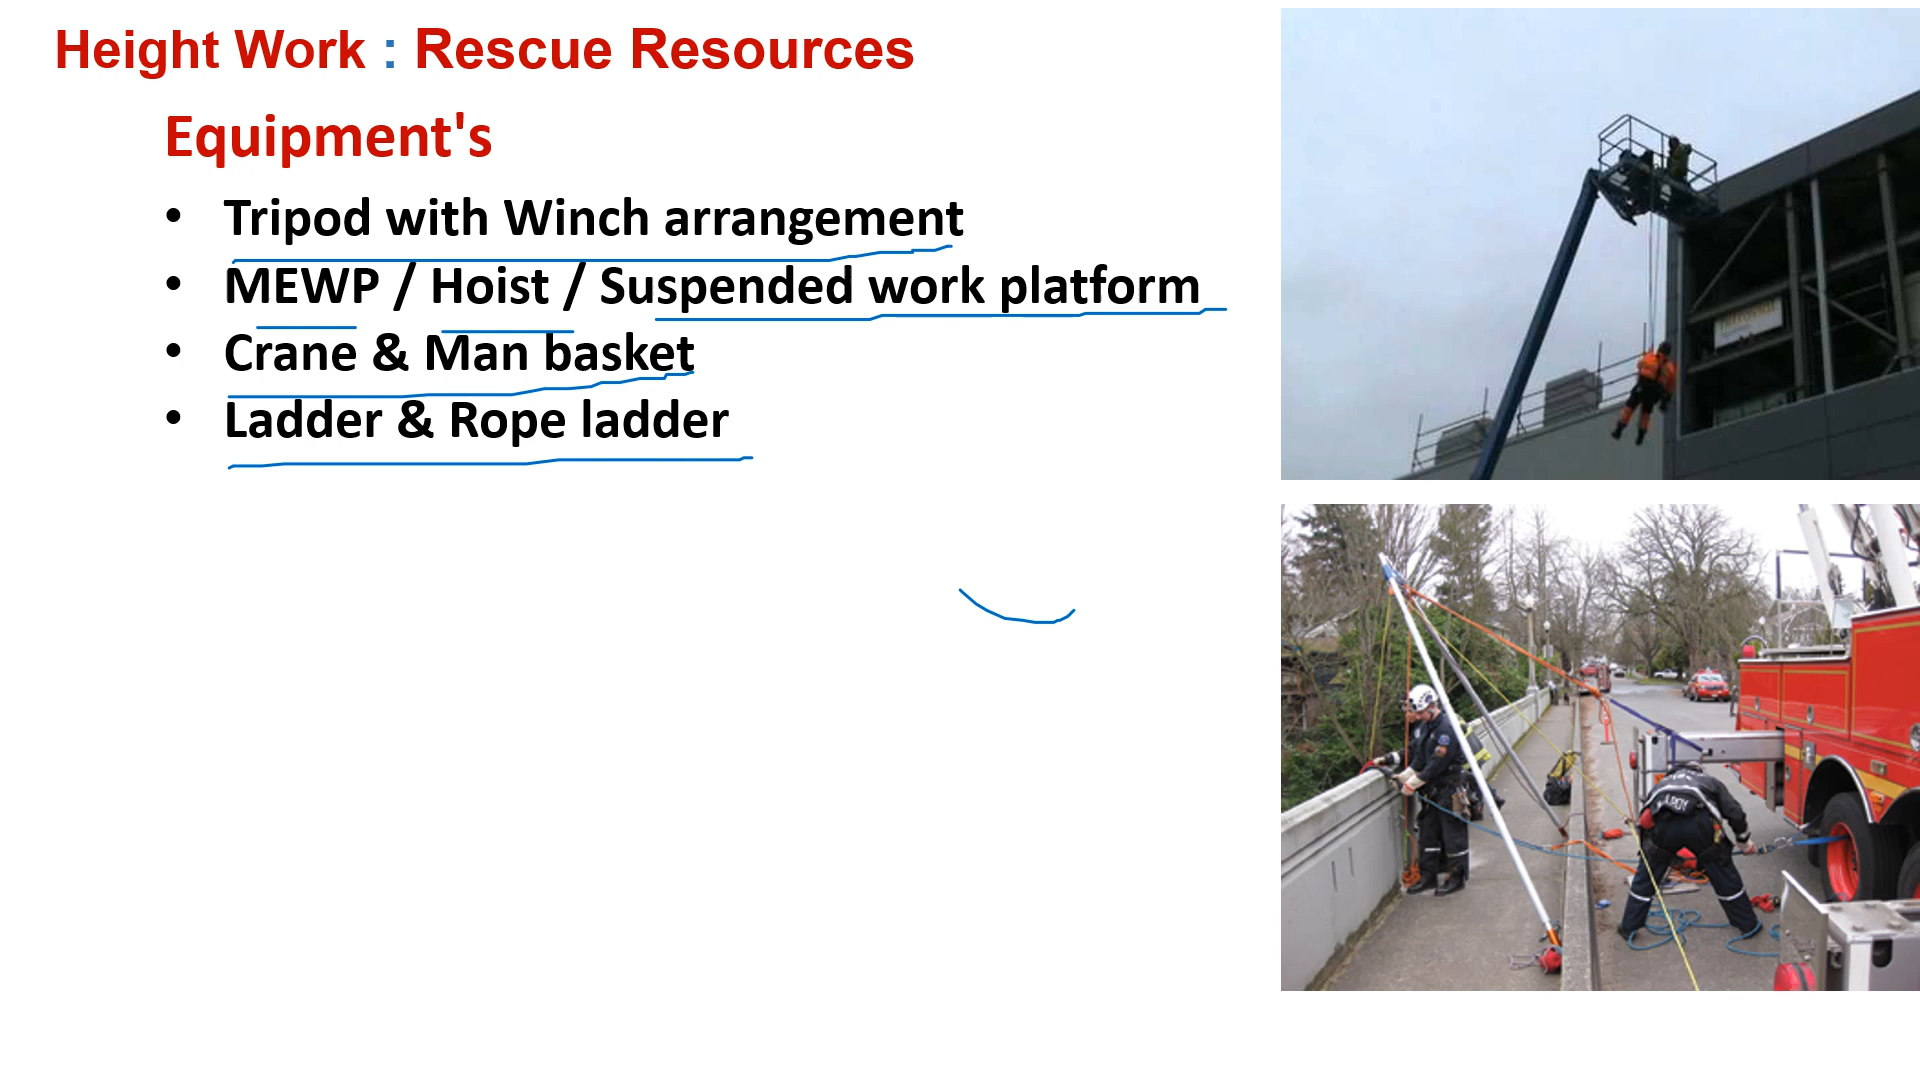 Height Work : Rescue Resources
Equipment's
• Tripod with Winch arrangement
• MEWP / Hoist / Suspended work platform
• Crane & Man basket
• Ladder & Rope ladder